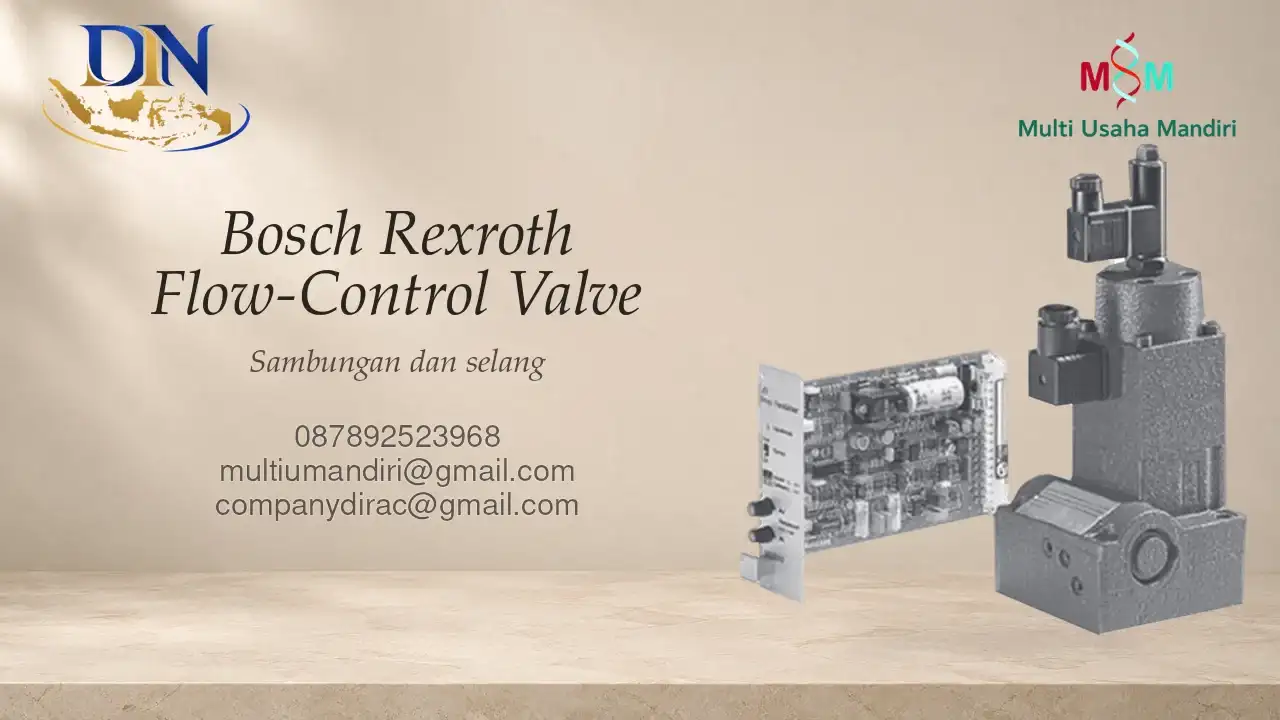 DN
MSM
Multi Usaha Mandiri
Bosch Rexroth
Flow-Control Valve
Sambungan dan selang
087892523968
multiumandiri@gmail.com
companydirac@gmail.com